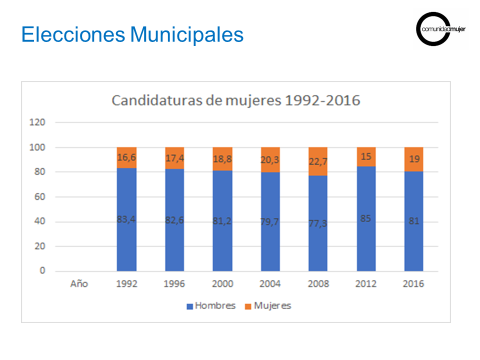 Elecciones Municipales
comunidadmujer
Candidaturas de mujeres 1992-2016
120
100
80
60
40
20
0
16,6 17,4 18,8 20,3 22,7 15 19
83,4 82,6 81,2 79,7 77,3 85 81
Año 1992 1996 2000 2004 2008 2012 2016
Hombres Mujeres